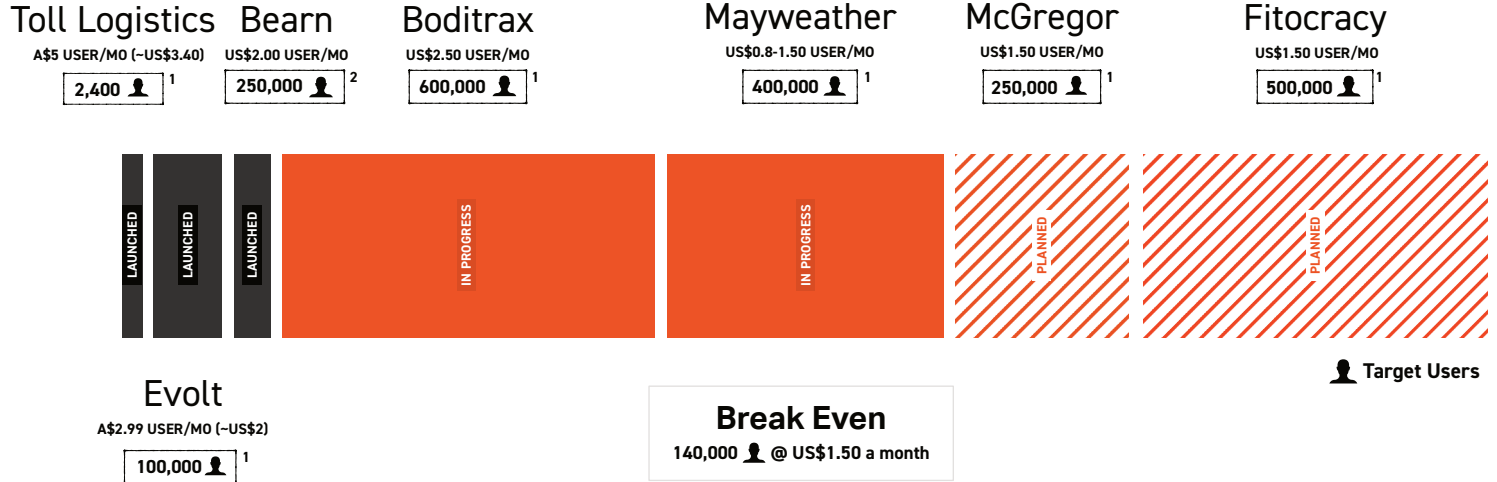 Toll Logistics
A$5 USER/MO (~US$3.40)
2,400 1
Bearn
US$2.00 USER/MO
250,000 2
Boditrax
US$2.50 USER/MO
600,000 1
Mayweather
US$0.8-1.50 USER/MO
400,000 1
McGregor
US$1.50 USER/MO
250,000 1
Fitocracy
US$1.50 USER/MO
500,000 1
LAUNCHED
LAUNCHED
LAUNCHED
IN PROGRESS
IN PROGRESS
PLANNED
PLANNED
Target Users
Evolt
A$2.99 USER/MO (~US$2)
100,000 1
Break Even
140,000 @ US$1.50 a month